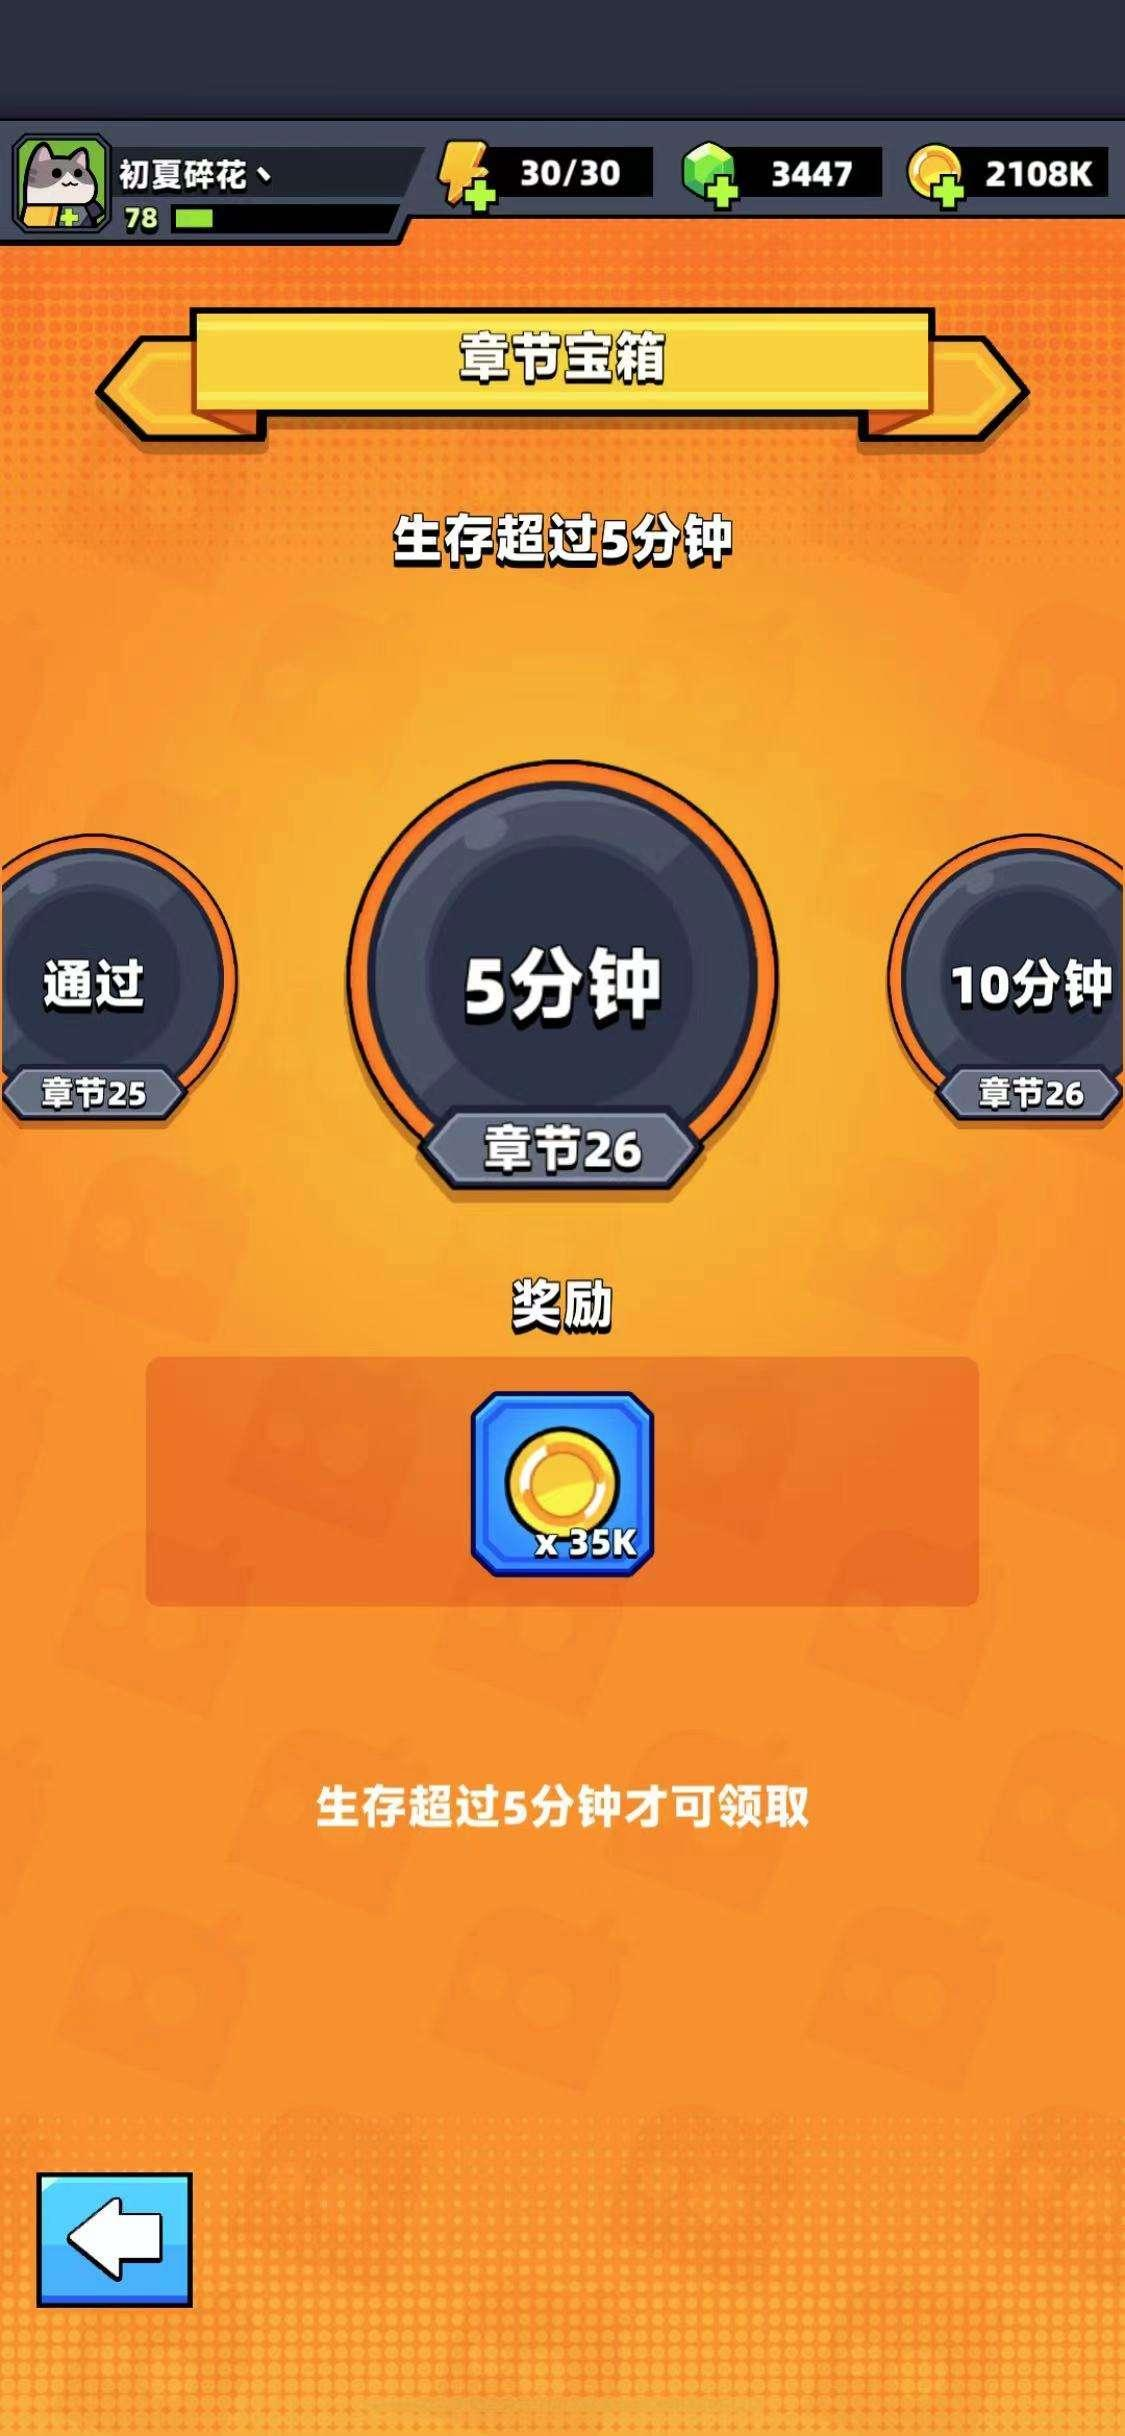 初夏碎花丶
78
30/30
3447
2108K
章节宝箱
生存超过5分钟
通过
章节25
5分钟
章节26
10分钟
章节26
奖励
x 35K
生存超过5分钟才可领取